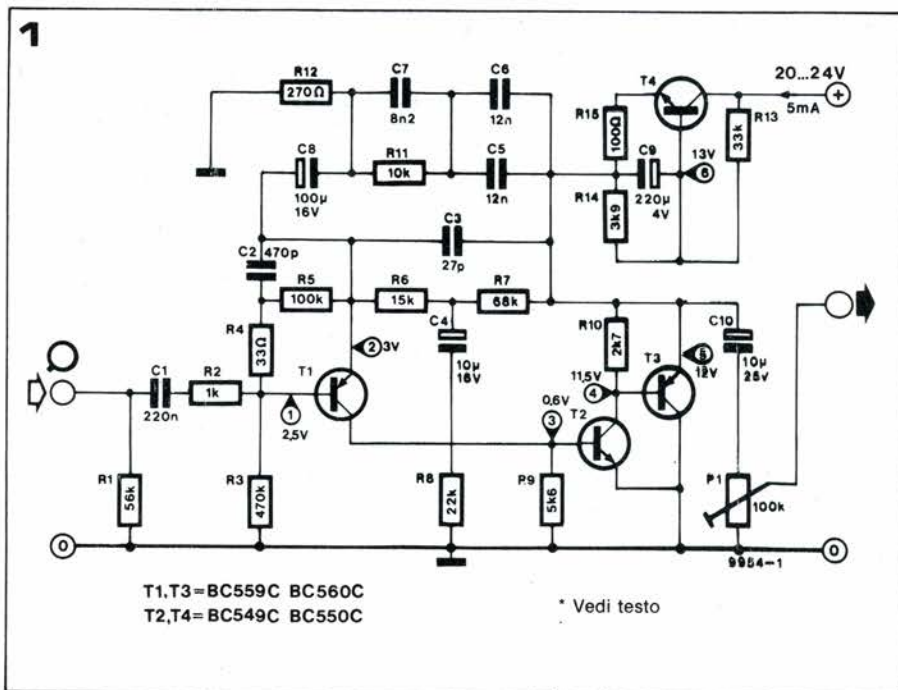 1
R12
270Ω
C7
8n2
C6
12n
T4
20...24V
5mA
+
R15
100Ω
R13
33k
C8
100µ
16V
R11
10k
C5
12n
C9
220µ
4V
13V
6
R14
3k9
C3
27p
C2
470p
R5
100k
R6
15k
R7
68k
R4
33Ω
C4
10µ
16V
2
3V
R10
2k7
T3
C10
10µ
25v
12V
C1
220n
R2
1k
T1
1
2,5V
11,5V
4
0,6V
3
T2
R1
56k
R3
470k
R8
22k
R9
5k6
P1
100k
0
0
9954-1
T1,T3=BC559C BC560C
T2,T4=BC549C BC550C
* Vedi testo